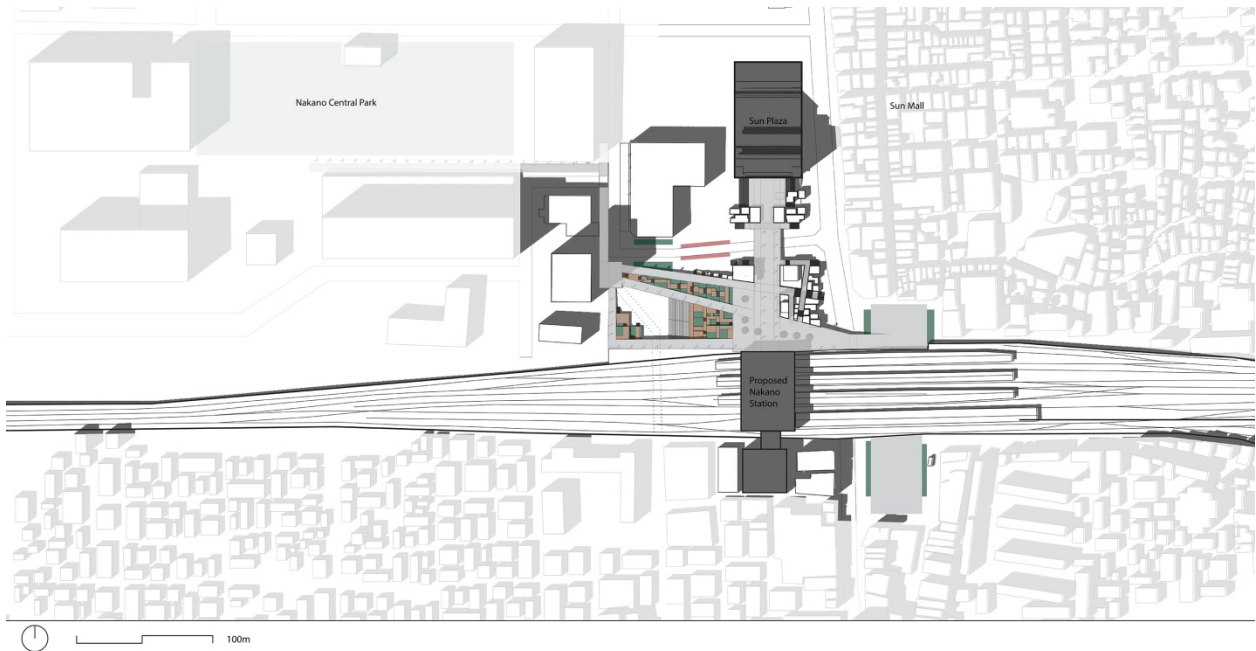 Nakano Central Park
Sun Plaza
Sun Mall
Proposed
Nakano
Station
100m